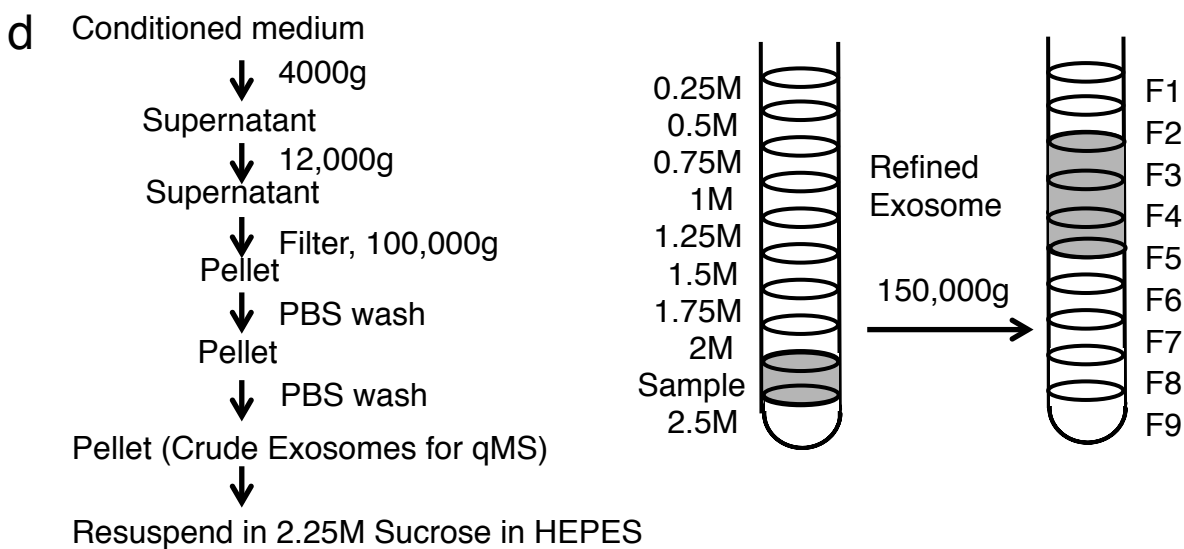 d
Conditioned medium
4000g
Supernatant
12,000g
Supernatant
Filter, 100,000g
Pellet
PBS wash
Pellet
PBS wash
Pellet (Crude Exosomes for qMS)
Resuspend in 2.25M Sucrose in HEPES
0.25M
0.5M
0.75M
1M
1.25M
1.5M
1.75M
2M
Sample
2.5M
Refined
Exosome
150,000g
F1
F2
F3
F4
F5
F6
F7
F8
F9